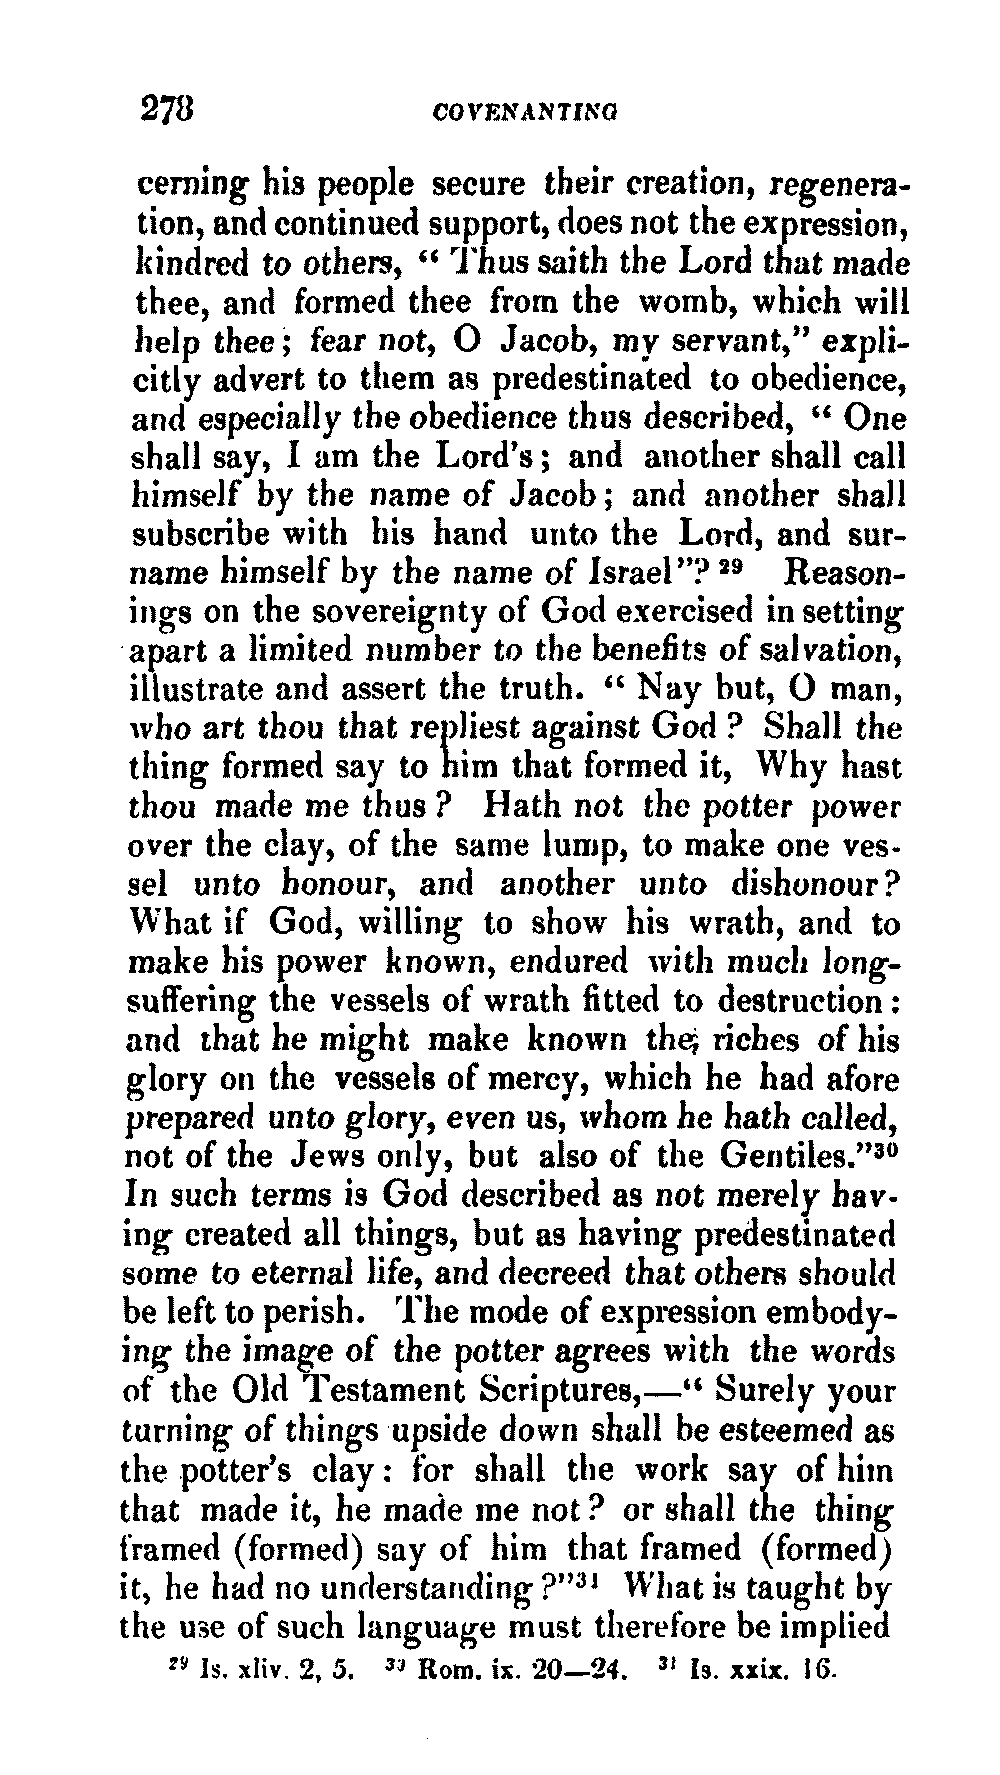 278 COVENANTING
cerning his people secure their creation, regenera-
tion, and continued support, does not the expression,
kindred to others, “ Thus saith the Lord that made
thee, and formed thee from the womb, which will
help thee; fear not, O Jacob, my servant,” expli-
citly advert to them as predestinated to obedience,
and especially the obedience thus described, “ One
shall say, I am the Lord's; and another shall call
himself by the name of Jacob; and another shall
subscribe with his hand unto the Lord, and sur-
name himself by the name of Israel”? 29 Reason-
ings on the sovereignty of God exercised in setting
apart a limited number to the benefits of salvation,
illustrate and assert the truth. “ Nay but, O man,
who art thou that repliest against God ? Shall the
thing formed say to him that formed it, Why hast
thou made me thus ? Hath not the potter power
over the clay, of the same lump, to make one ves-
sel unto honour, and another unto dishonour?
What if God, willing to show his wrath, and to
make his power known, endured with much long-
suffering the vessels of wrath fitted to destruction :
and that he might make known the; riches of his
glory on the vessels of mercy, which he had afore
prepared unto glory, even us, whom he hath called,
not of the Jews only, but also of the Gentiles.”30
In such terms is God described as not merely hav-
ing created all things, but as having predestinated
some to eternal life, and decreed that others should
be left to perish. The mode of expression embody-
ing the image of the potter agrees with the words
of the Old Testament Scriptures,—“ Surely your
turning of things upside down shall be esteemed as
the potter's clay : for shall the work say of him
that made it, he made me not ? or shall the thing
framed (formed) say of him that framed (formed)
it, he had no understanding ?”31 What is taught by
the use of such language must therefore be implied
29 Is. xliv. 2, 5. 30 Rom. ix. 20—24. 31 Is. xxix. 16.